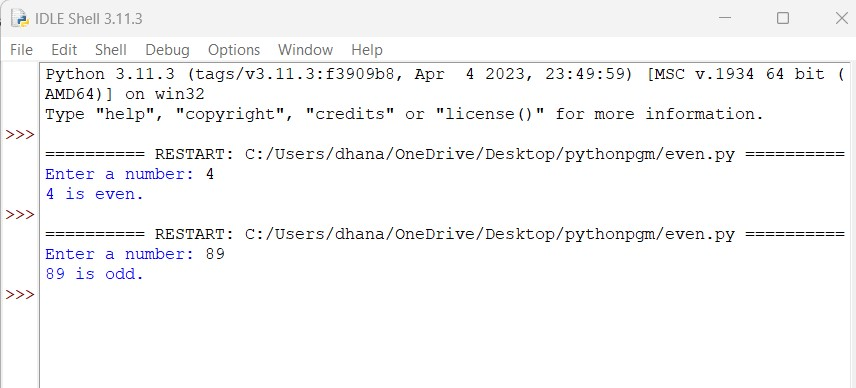 IDLE Shell 3.11.3
File Edit Shell Debug Options Window Help
Python 3.11.3 (tags/v3.11.3:f3909b8, Apr  4 2023, 23:49:59) [MSC v.1934 64 bit (
AMD64)] on win32
Type "help", "copyright", "credits" or "license()" for more information.
>>>
========== RESTART: C:/Users/dhana/OneDrive/Desktop/pythonpgm/even.py ==========
Enter a number: 4
4 is even.
>>>
========== RESTART: C:/Users/dhana/OneDrive/Desktop/pythonpgm/even.py ==========
Enter a number: 89
89 is odd.
>>>